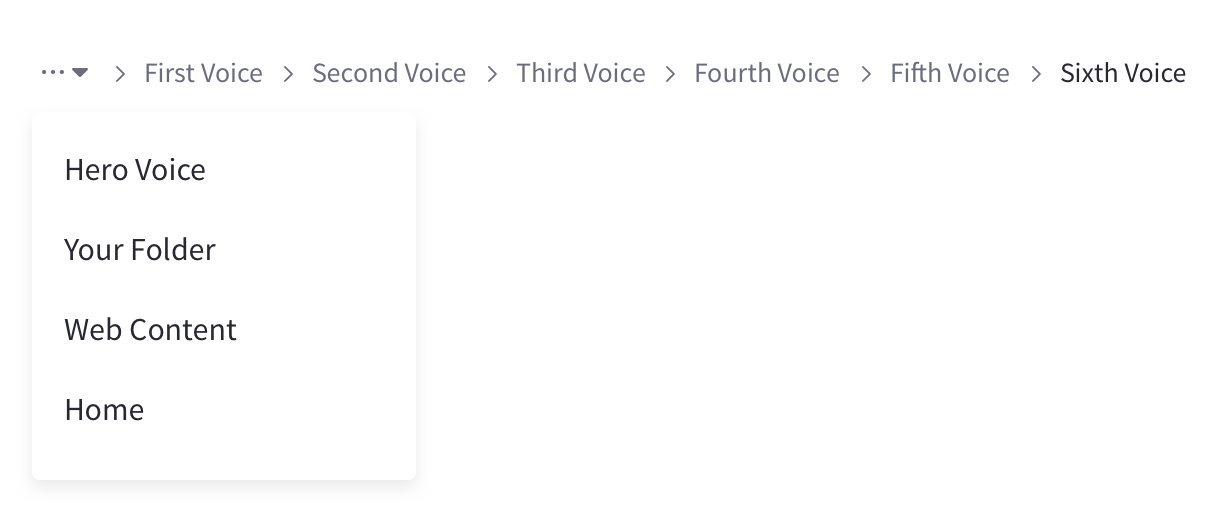 ··· > First Voice > Second Voice > Third Voice > Fourth Voice > Fifth Voice > Sixth Voice
Hero Voice
Your Folder
Web Content
Home